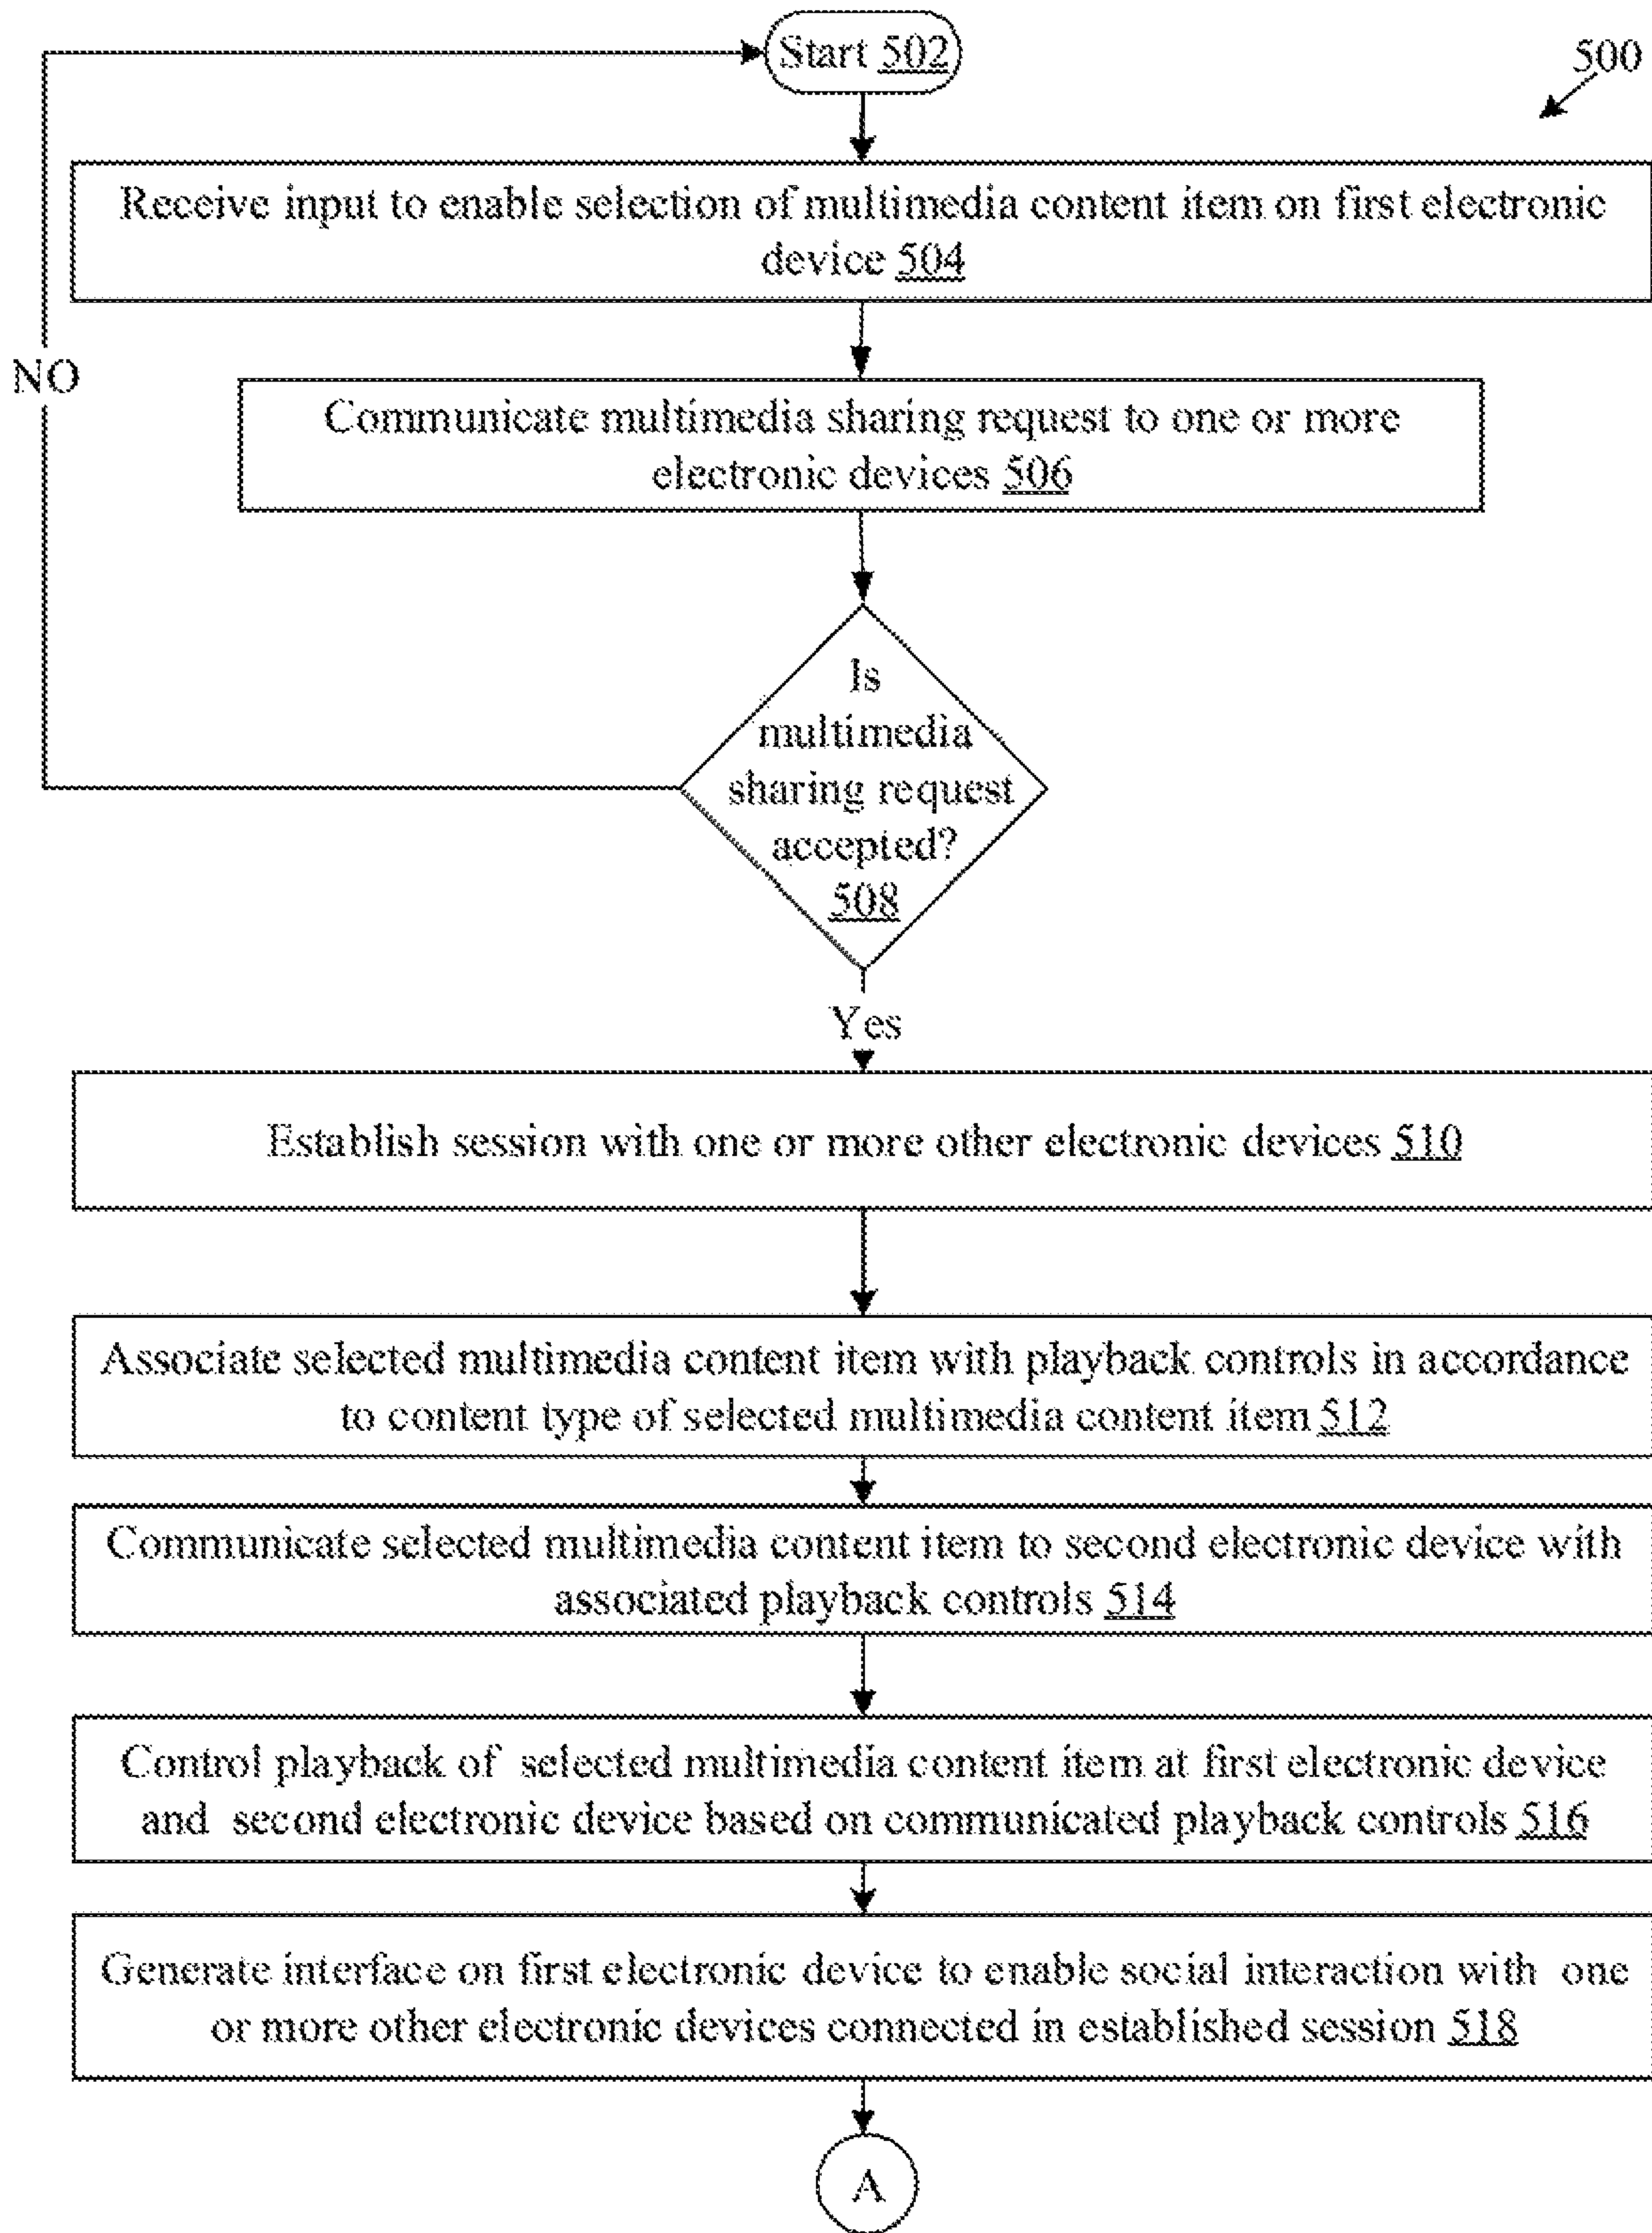 Start 502
500
Receive input to enable selection of multimedia content item on first electronic
device 504
NO
Communicate multimedia sharing request to one or more
electronic devices 506
Is
multimedia
sharing request
accepted?
508
Yes
Establish session with one or more other electronic devices 510
Associate selected multimedia content item with playback controls in accordance
to content type of selected multimedia content item 512
Communicate selected multimedia content item to second electronic device with
associated playback controls 514
Control playback of selected multimedia content item at first electronic device
and second electronic device based on communicated playback controls 516
Generate interface on first electronic device to enable social interaction with one
or more other electronic devices connected in established session 518
A